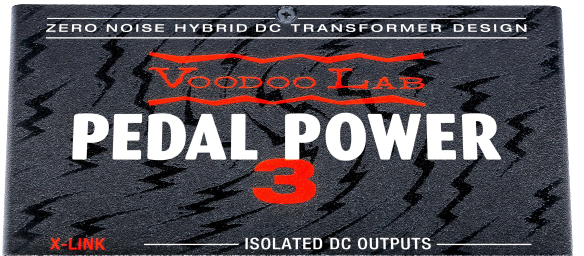 ZERO NOISE HYBRID DC TRANSFORMER DESIGN
VOODOO LAB
PEDAL POWER
3
X-LINK ISOLATED DC OUTPUTS